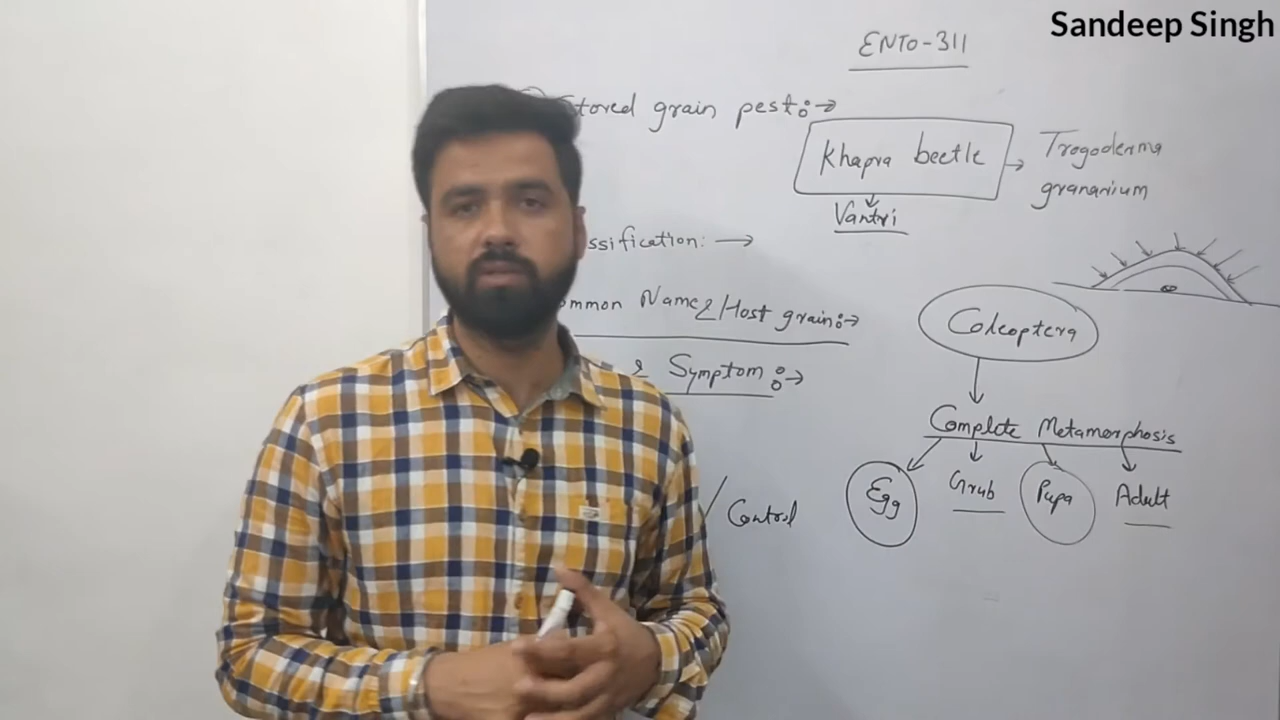 Sandeep Singh
ENTO-311
Stored grain pest:→
Khapra beetle → Trogoderma
granarium
Vantri
ssification: →
ommon Name & Host grain:→
Coleoptera
& Symptom :→
Complete Metamorphosis
Egg Grub Pupa Adult
/ Control